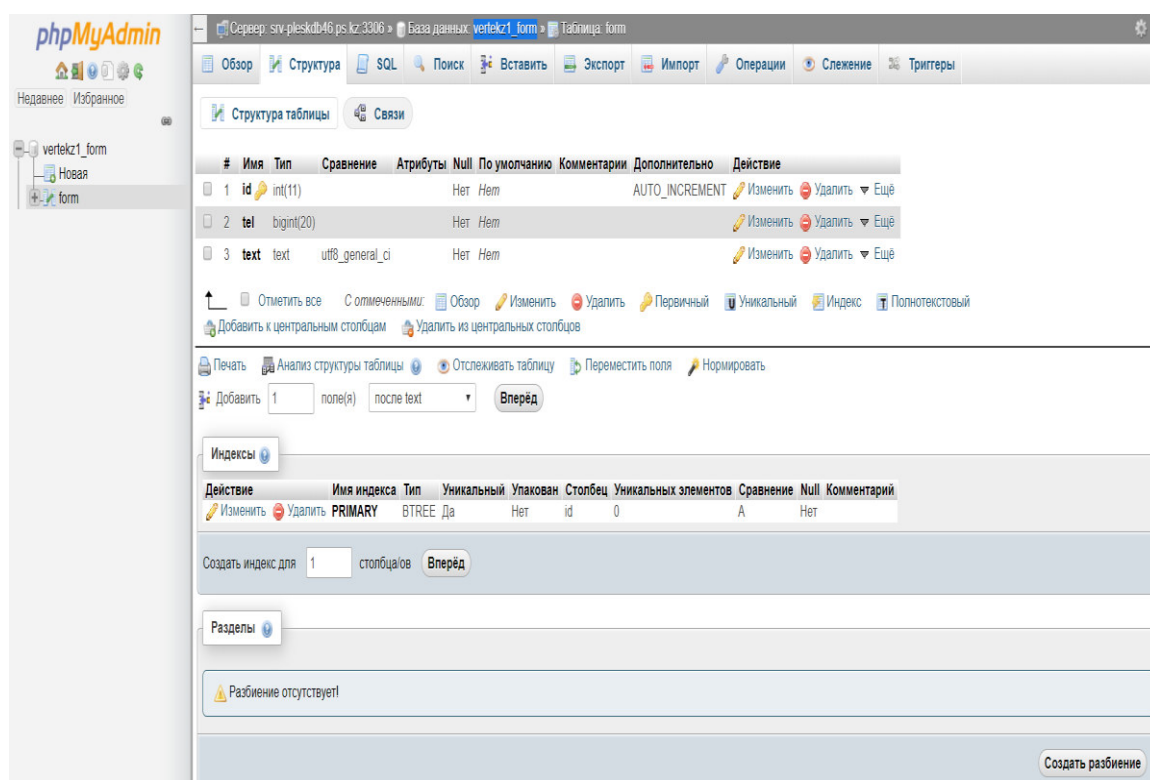 phpMyAdmin
Недавнее Избранное
vertekz1_form
Новая
form
← Сервер: srv-pleskdb46.ps.kz:3306 » База данных: vertekz1_form » Таблица: form
Обзор Структура SQL Поиск Вставить Экспорт Импорт Операции Слежение Триггеры
Структура таблицы Связи
# Имя Тип Сравнение Атрибуты Null По умолчанию Комментарии Дополнительно Действие
1 id int(11) Нет Нет AUTO_INCREMENT Изменить Удалить Ещё
2 tel bigint(20) Нет Нет Изменить Удалить Ещё
3 text text utf8_general_ci Нет Нет Изменить Удалить Ещё
Отметить все С отмеченными: Обзор Изменить Удалить Первичный Уникальный Индекс Полнотекстовый
Добавить к центральным столбцам Удалить из центральных столбцов
Печать Анализ структуры таблицы Отслеживать таблицу Переместить поля Нормировать
Добавить 1 поле(я) после text Вперёд
Индексы
Действие Имя индекса Тип Уникальный Упакован Столбец Уникальных элементов Сравнение Null Комментарий
Изменить Удалить PRIMARY BTREE Да Нет id 0 A Нет
Создать индекс для 1 столбца/ов Вперёд
Разделы
Разбиение отсутствует!
Создать разбиение